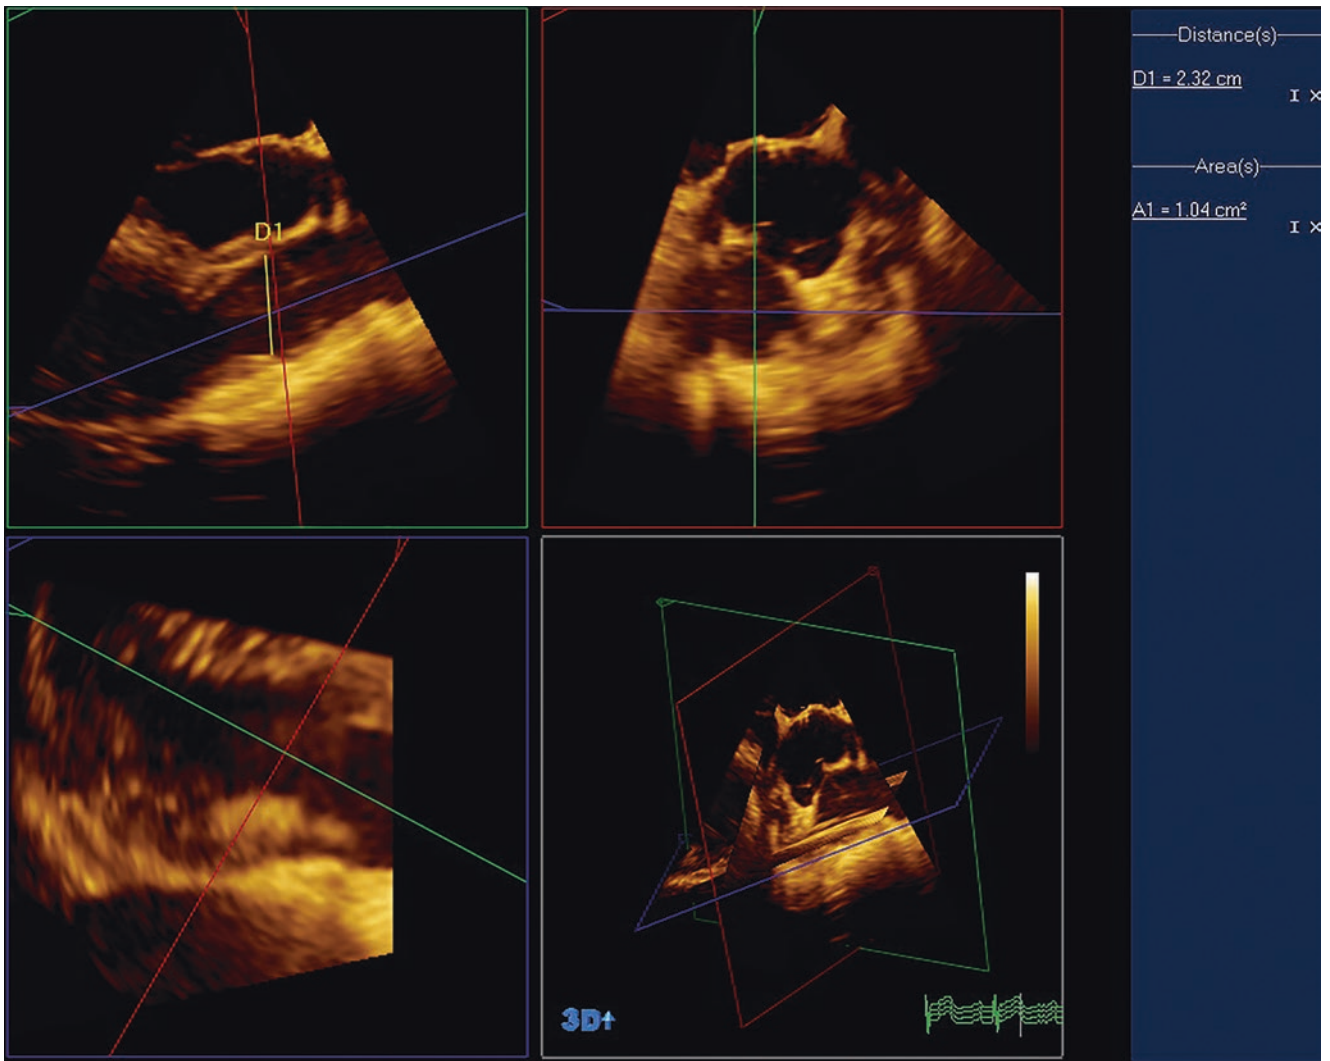 Distance(s)
D1 = 2.32 cm
I ×
Area(s)
A1 = 1.04 cm²
I ×
D1
3D